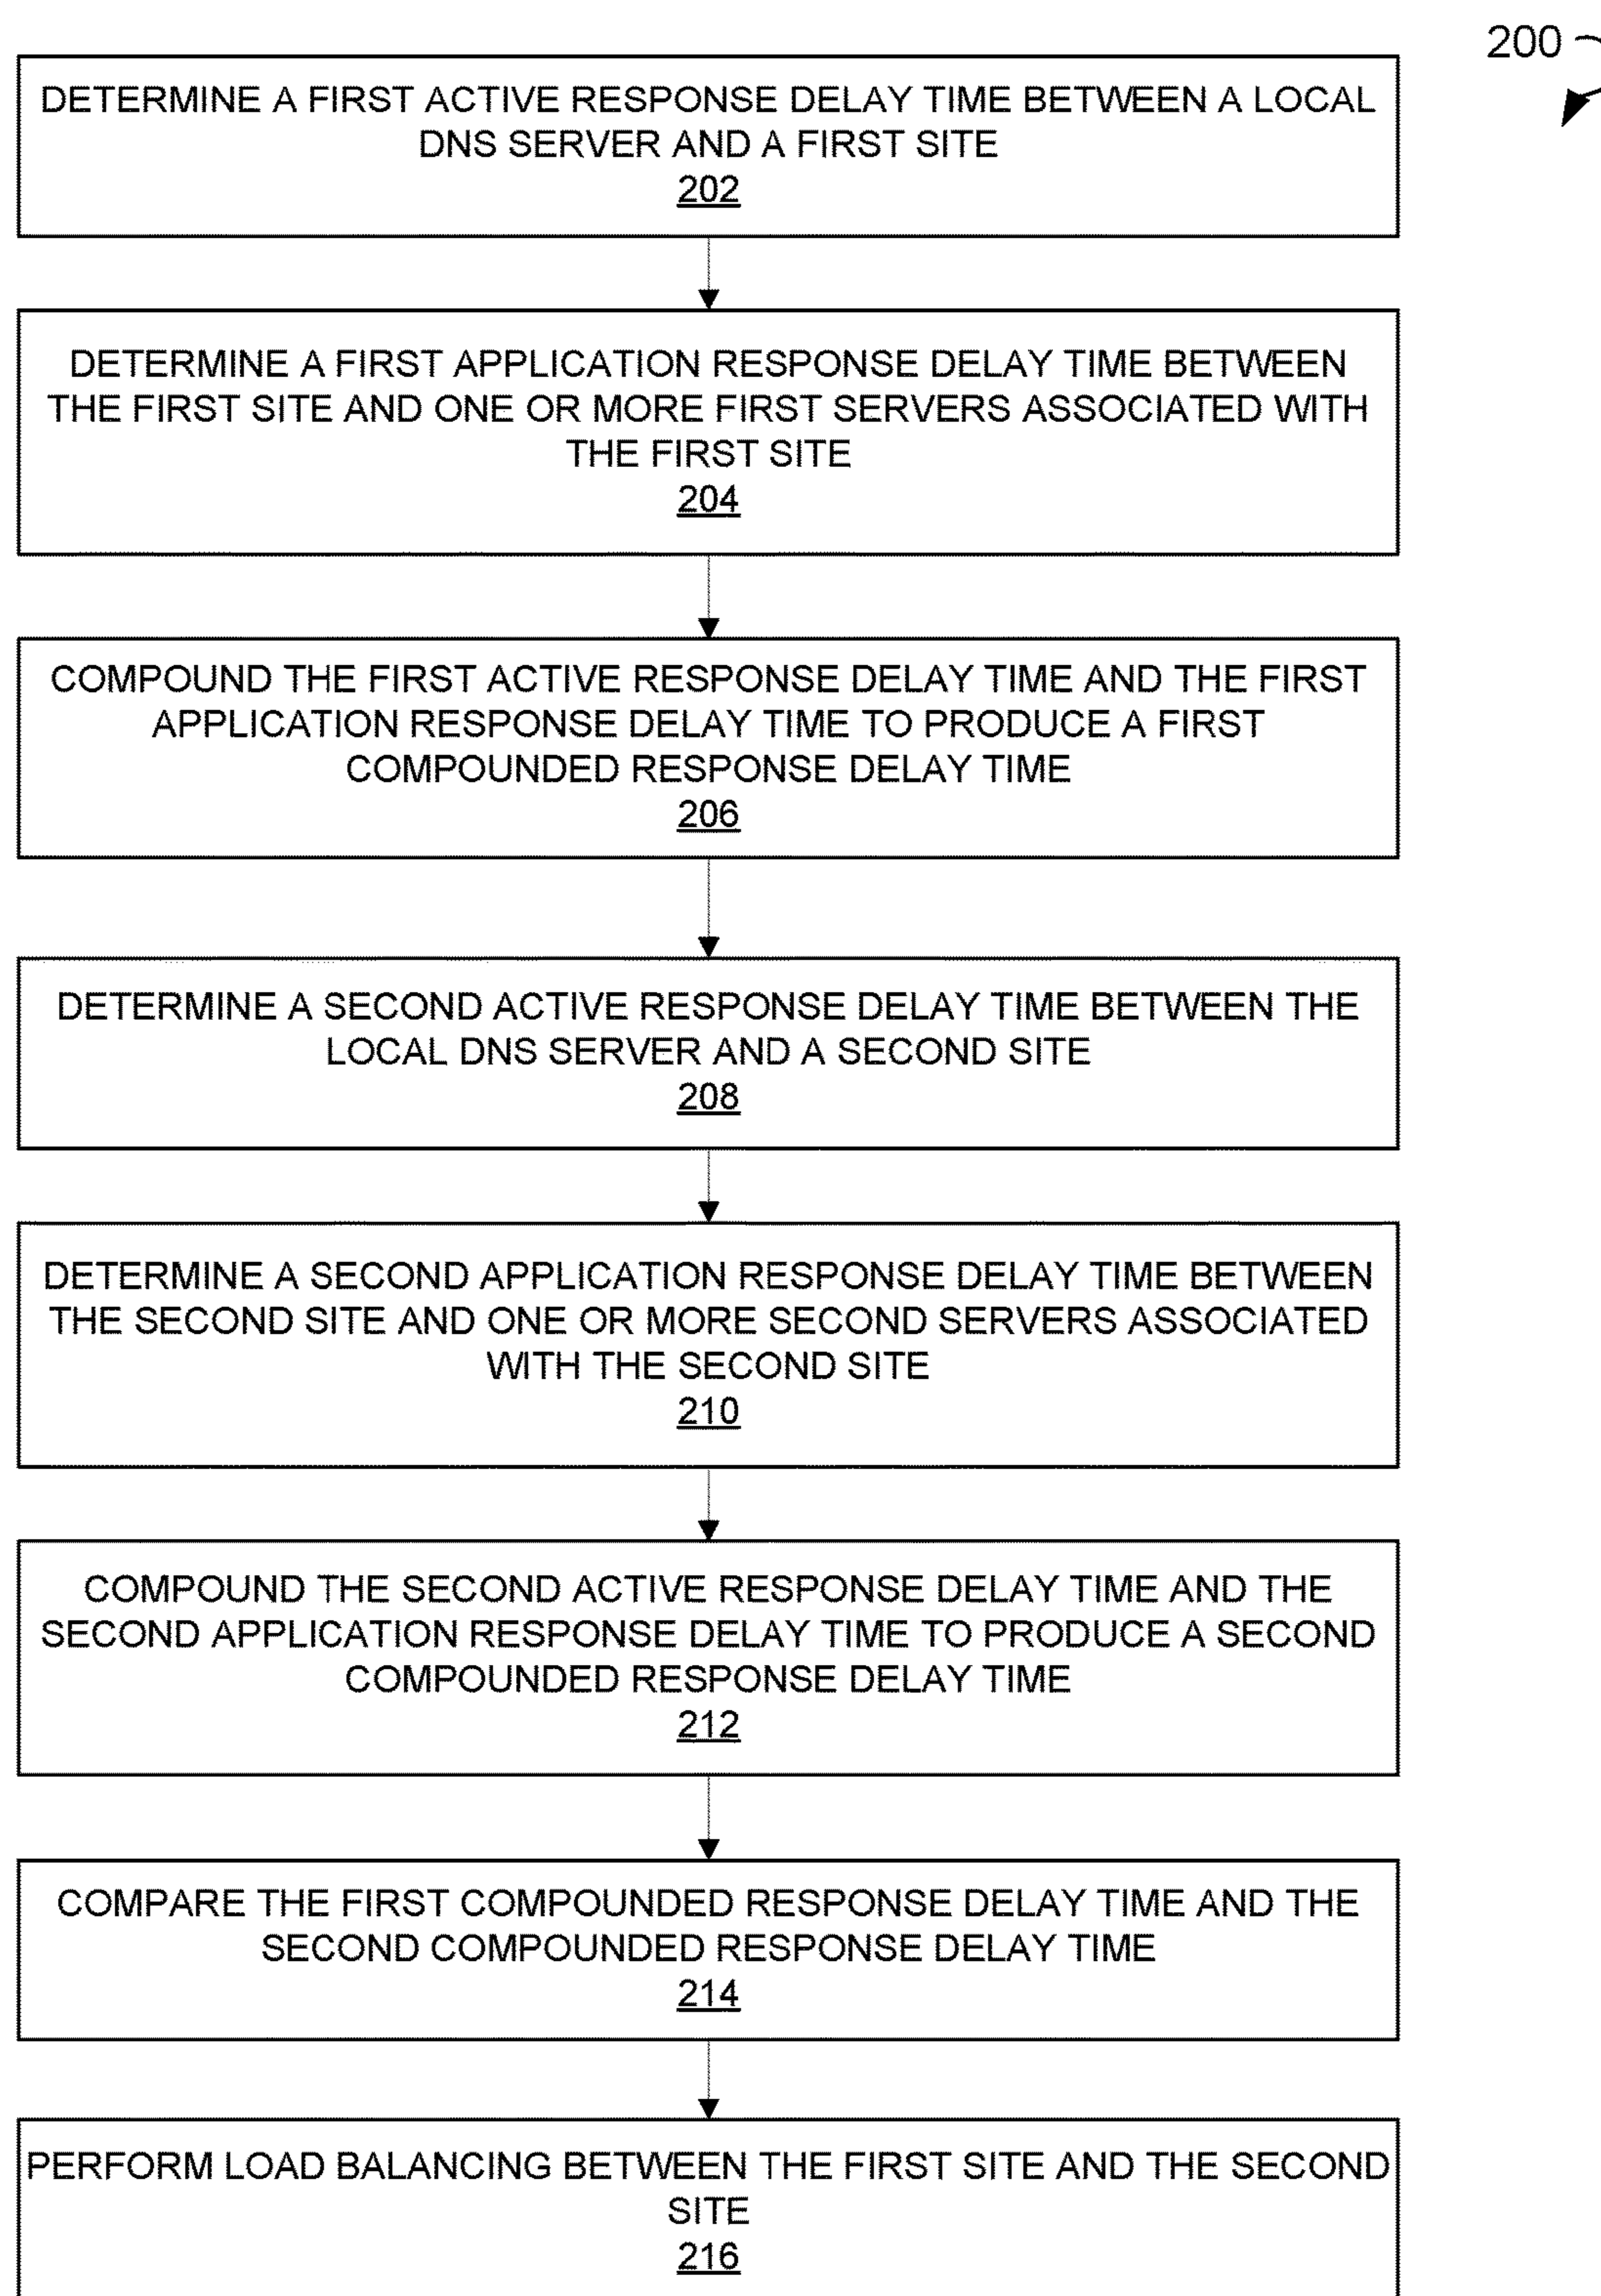 200
DETERMINE A FIRST ACTIVE RESPONSE DELAY TIME BETWEEN A LOCAL
DNS SERVER AND A FIRST SITE
202
DETERMINE A FIRST APPLICATION RESPONSE DELAY TIME BETWEEN
THE FIRST SITE AND ONE OR MORE FIRST SERVERS ASSOCIATED WITH
THE FIRST SITE
204
COMPOUND THE FIRST ACTIVE RESPONSE DELAY TIME AND THE FIRST
APPLICATION RESPONSE DELAY TIME TO PRODUCE A FIRST
COMPOUNDED RESPONSE DELAY TIME
206
DETERMINE A SECOND ACTIVE RESPONSE DELAY TIME BETWEEN THE
LOCAL DNS SERVER AND A SECOND SITE
208
DETERMINE A SECOND APPLICATION RESPONSE DELAY TIME BETWEEN
THE SECOND SITE AND ONE OR MORE SECOND SERVERS ASSOCIATED
WITH THE SECOND SITE
210
COMPOUND THE SECOND ACTIVE RESPONSE DELAY TIME AND THE
SECOND APPLICATION RESPONSE DELAY TIME TO PRODUCE A SECOND
COMPOUNDED RESPONSE DELAY TIME
212
COMPARE THE FIRST COMPOUNDED RESPONSE DELAY TIME AND THE
SECOND COMPOUNDED RESPONSE DELAY TIME
214
PERFORM LOAD BALANCING BETWEEN THE FIRST SITE AND THE SECOND
SITE
216